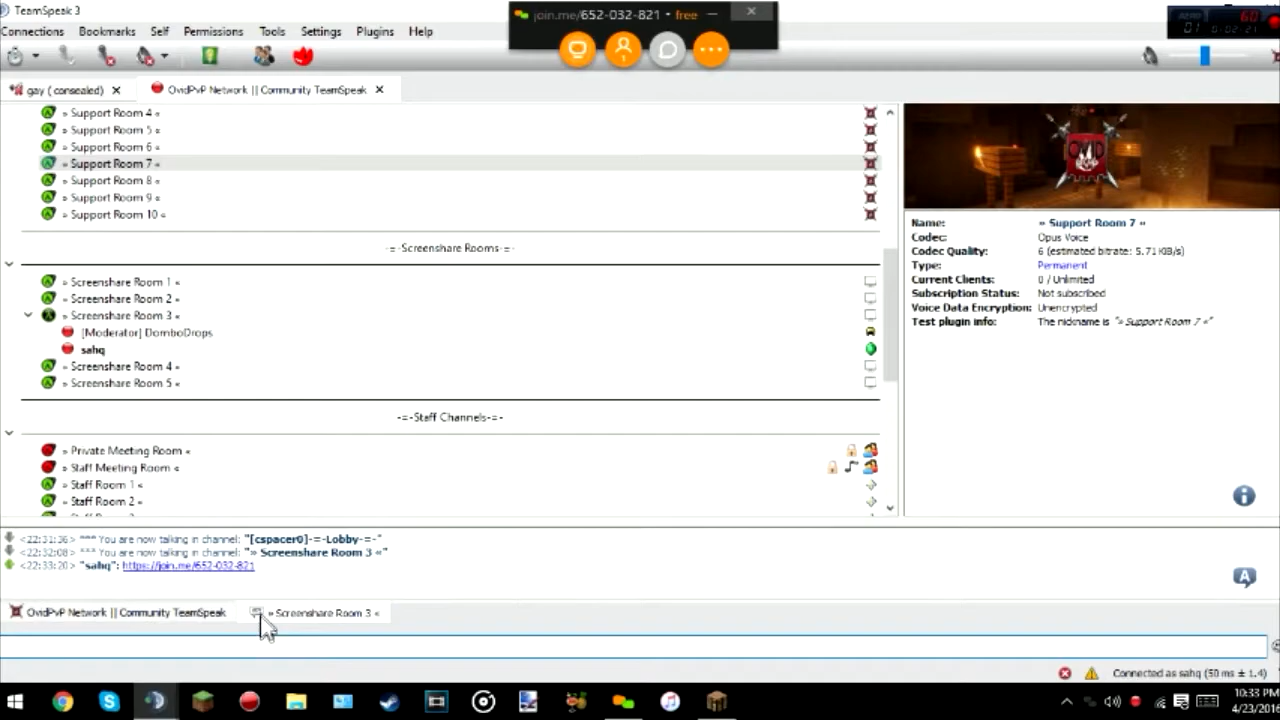 TeamSpeak 3
join.me/652-032-821 • free
Connections Bookmarks Self Permissions Tools Settings Plugins Help
gay ( consealed)
OvidPvP Network || Community TeamSpeak
» Support Room 4 «
» Support Room 5 «
» Support Room 6 «
» Support Room 7 «
» Support Room 8 «
» Support Room 9 «
» Support Room 10 «
-=-Screenshare Rooms-=-
» Screenshare Room 1 «
» Screenshare Room 2 «
» Screenshare Room 3 «
[Moderator] DomboDrops
sahq
» Screenshare Room 4 «
» Screenshare Room 5 «
-=-Staff Channels-=-
» Private Meeting Room «
» Staff Meeting Room «
» Staff Room 1 «
» Staff Room 2 «
OVID
Name: » Support Room 7 «
Codec: Opus Voice
Codec Quality: 6 (estimated bitrate: 5.71 KiB/s)
Type: Permanent
Current Clients: 0 / Unlimited
Subscription Status: Not subscribed
Voice Data Encryption: Unencrypted
Test plugin info: The nickname is "» Support Room 7 «"
<22:31:36> *** You are now talking in channel: "[cspacer0]-=-Lobby-=-"
<22:32:08> *** You are now talking in channel: "» Screenshare Room 3 «"
<22:33:20> "sahq": https://join.me/652-032-821
OvidPvP Network || Community TeamSpeak
» Screenshare Room 3 «
Connected as sahq (50 ms ± 1.4)
10:33 PM